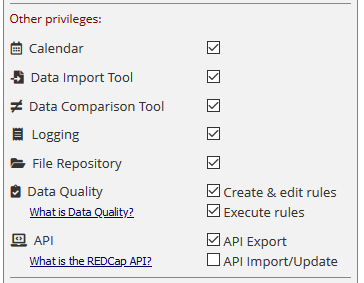 Other privileges:
Calendar
Data Import Tool
Data Comparison Tool
Logging
File Repository
Data Quality
Create & edit rules
What is Data Quality?
Execute rules
API
API Export
What is the REDCap API?
API Import/Update